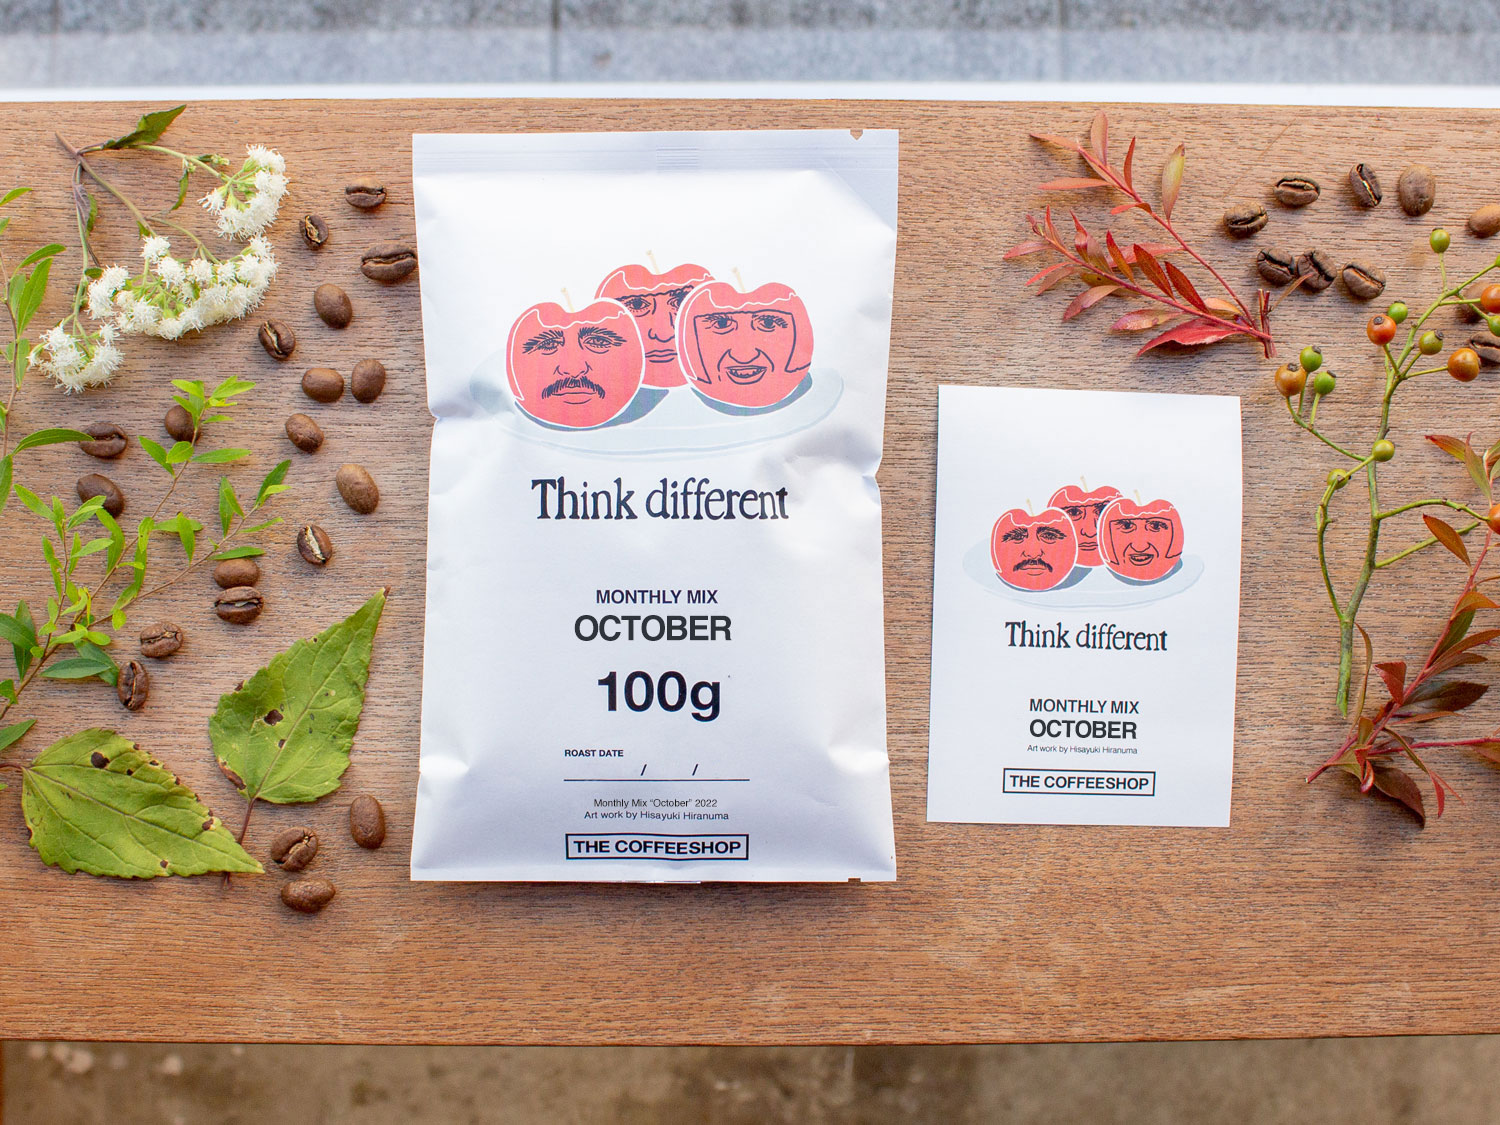 Think different
MONTHLY MIX
OCTOBER
100g
ROAST DATE
/ /
Monthly Mix “October” 2022
Art work by Hisayuki Hiranuma
THE COFFEESHOP
Think different
MONTHLY MIX
OCTOBER
Art work by Hisayuki Hiranuma
THE COFFEESHOP